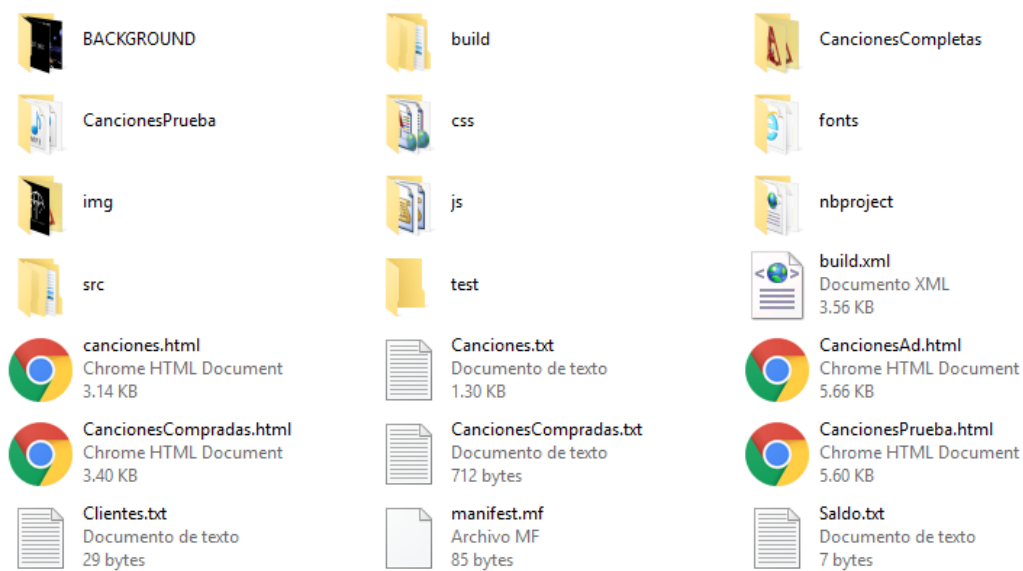 BACKGROUND
build
CancionesCompletas
CancionesPrueba
css
fonts
img
js
nbproject
src
test
build.xml
Documento XML
3.56 KB
canciones.html
Chrome HTML Document
3.14 KB
Canciones.txt
Documento de texto
1.30 KB
CancionesAd.html
Chrome HTML Document
5.66 KB
CancionesCompradas.html
Chrome HTML Document
3.40 KB
CancionesCompradas.txt
Documento de texto
712 bytes
CancionesPrueba.html
Chrome HTML Document
5.60 KB
Clientes.txt
Documento de texto
29 bytes
manifest.mf
Archivo MF
85 bytes
Saldo.txt
Documento de texto
7 bytes